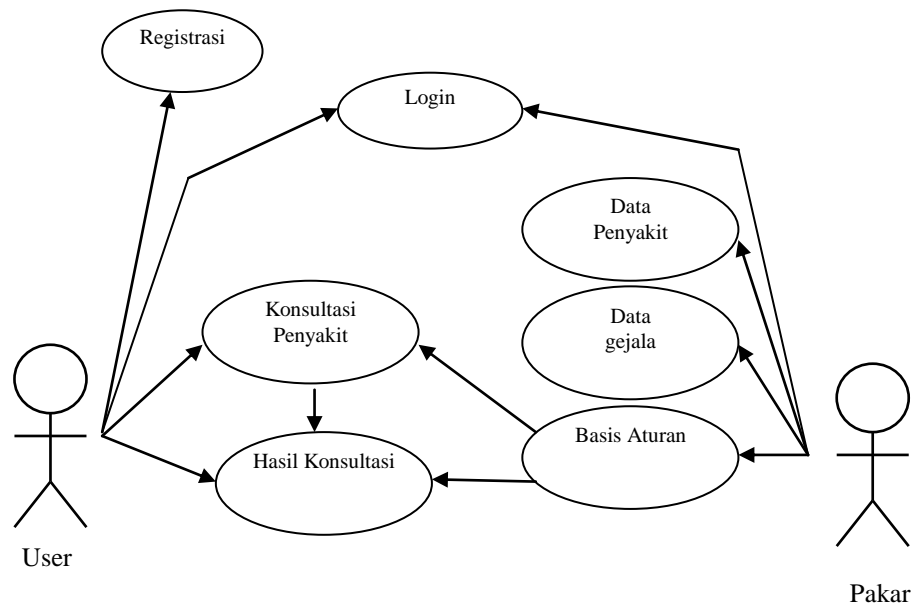 Registrasi
Login
Data
Penyakit
Konsultasi
Penyakit
Data
gejala
Basis Aturan
Hasil Konsultasi
User
Pakar